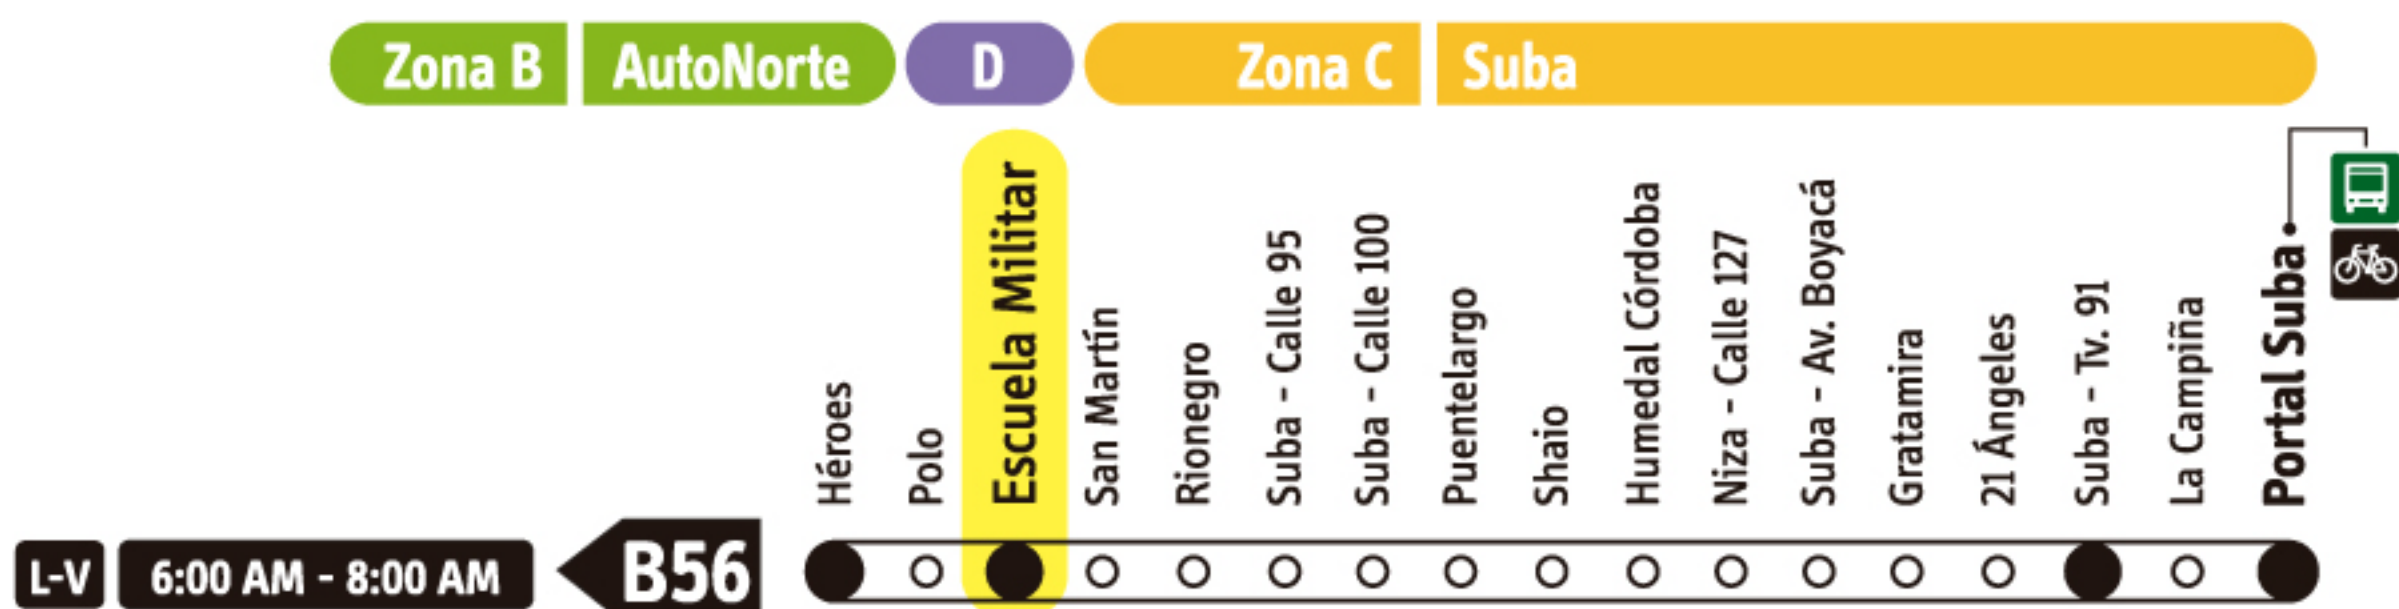 Zona B AutoNorte D Zona C Suba
Héroes
Polo
Escuela Militar
San Martín
Rionegro
Suba - Calle 95
Suba - Calle 100
Puentelargo
Shaio
Humedal Córdoba
Niza - Calle 127
Suba - Av. Boyacá
Gratamira
21 Ángeles
Suba - Tv. 91
La Campiña
Portal Suba
L-V 6:00 AM - 8:00 AM B56